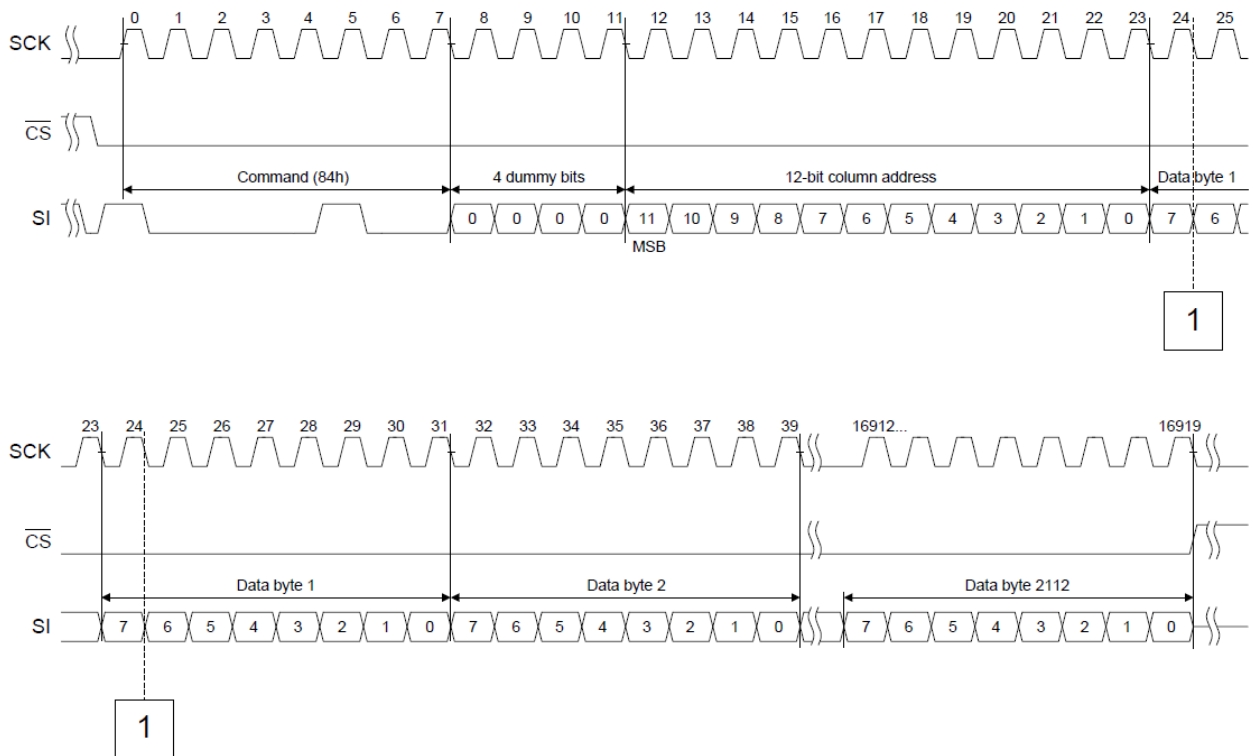 0 1 2 3 4 5 6 7 8 9 10 11 12 13 14 15 16 17 18 19 20 21 22 23 24 25
SCK
CS
Command (84h) 4 dummy bits 12-bit column address Data byte 1
SI 0 0 0 0 11 10 9 8 7 6 5 4 3 2 1 0 7 6
MSB
1
23 24 25 26 27 28 29 30 31 32 33 34 35 36 37 38 39 16912... 16919
SCK
CS
Data byte 1 Data byte 2 Data byte 2112
SI 7 6 5 4 3 2 1 0 7 6 5 4 3 2 1 0 7 6 5 4 3 2 1 0
1